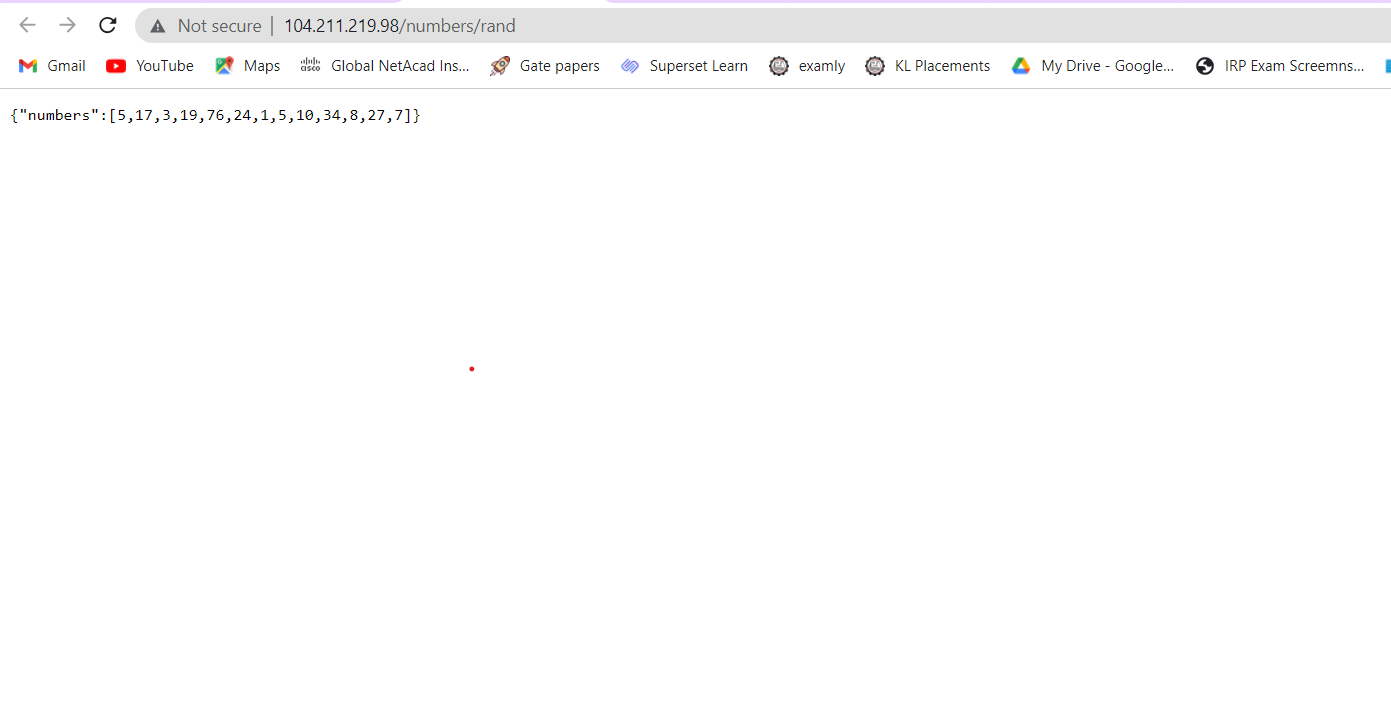 Not secure | 104.211.219.98/numbers/rand
Gmail YouTube Maps cisco Global NetAcad Ins... Gate papers Superset Learn examly KL Placements My Drive - Google... IRP Exam Screemns...
{"numbers":[5,17,3,19,76,24,1,5,10,34,8,27,7]}